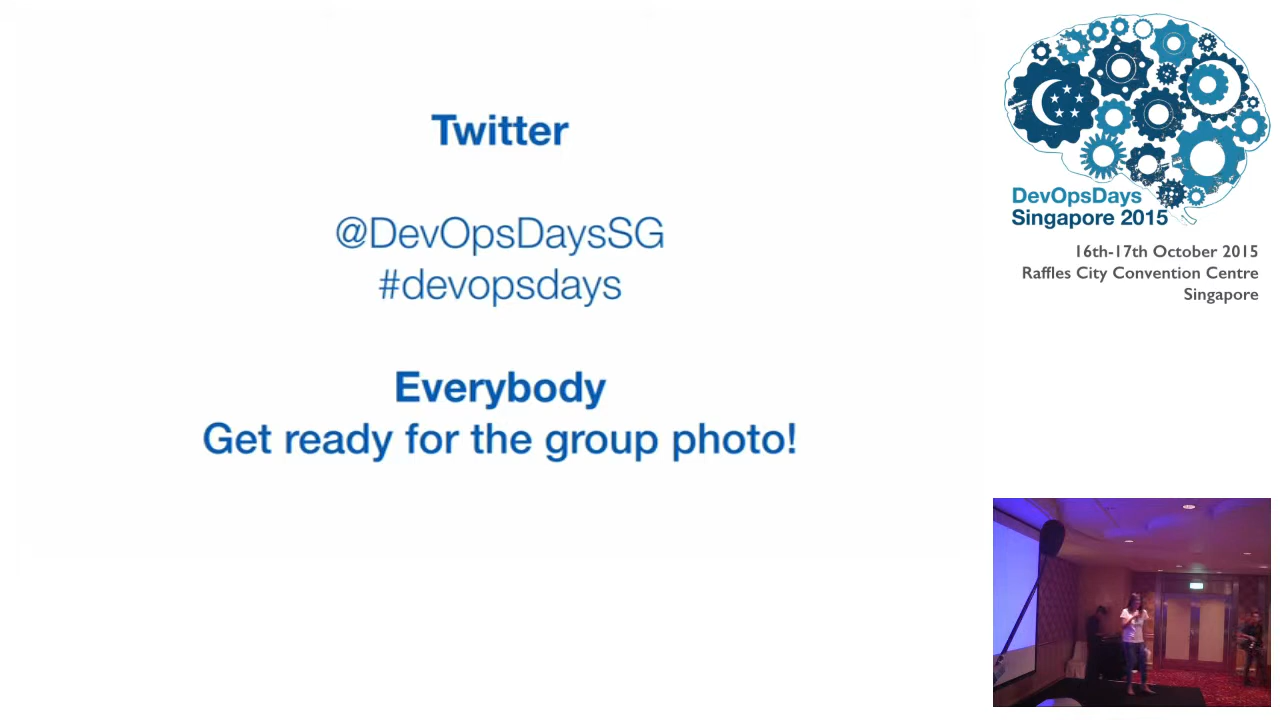 Twitter
@DevOpsDaysSG
#devopsdays
Everybody
Get ready for the group photo!
DevOpsDays
Singapore 2015
16th-17th October 2015
Raffles City Convention Centre
Singapore